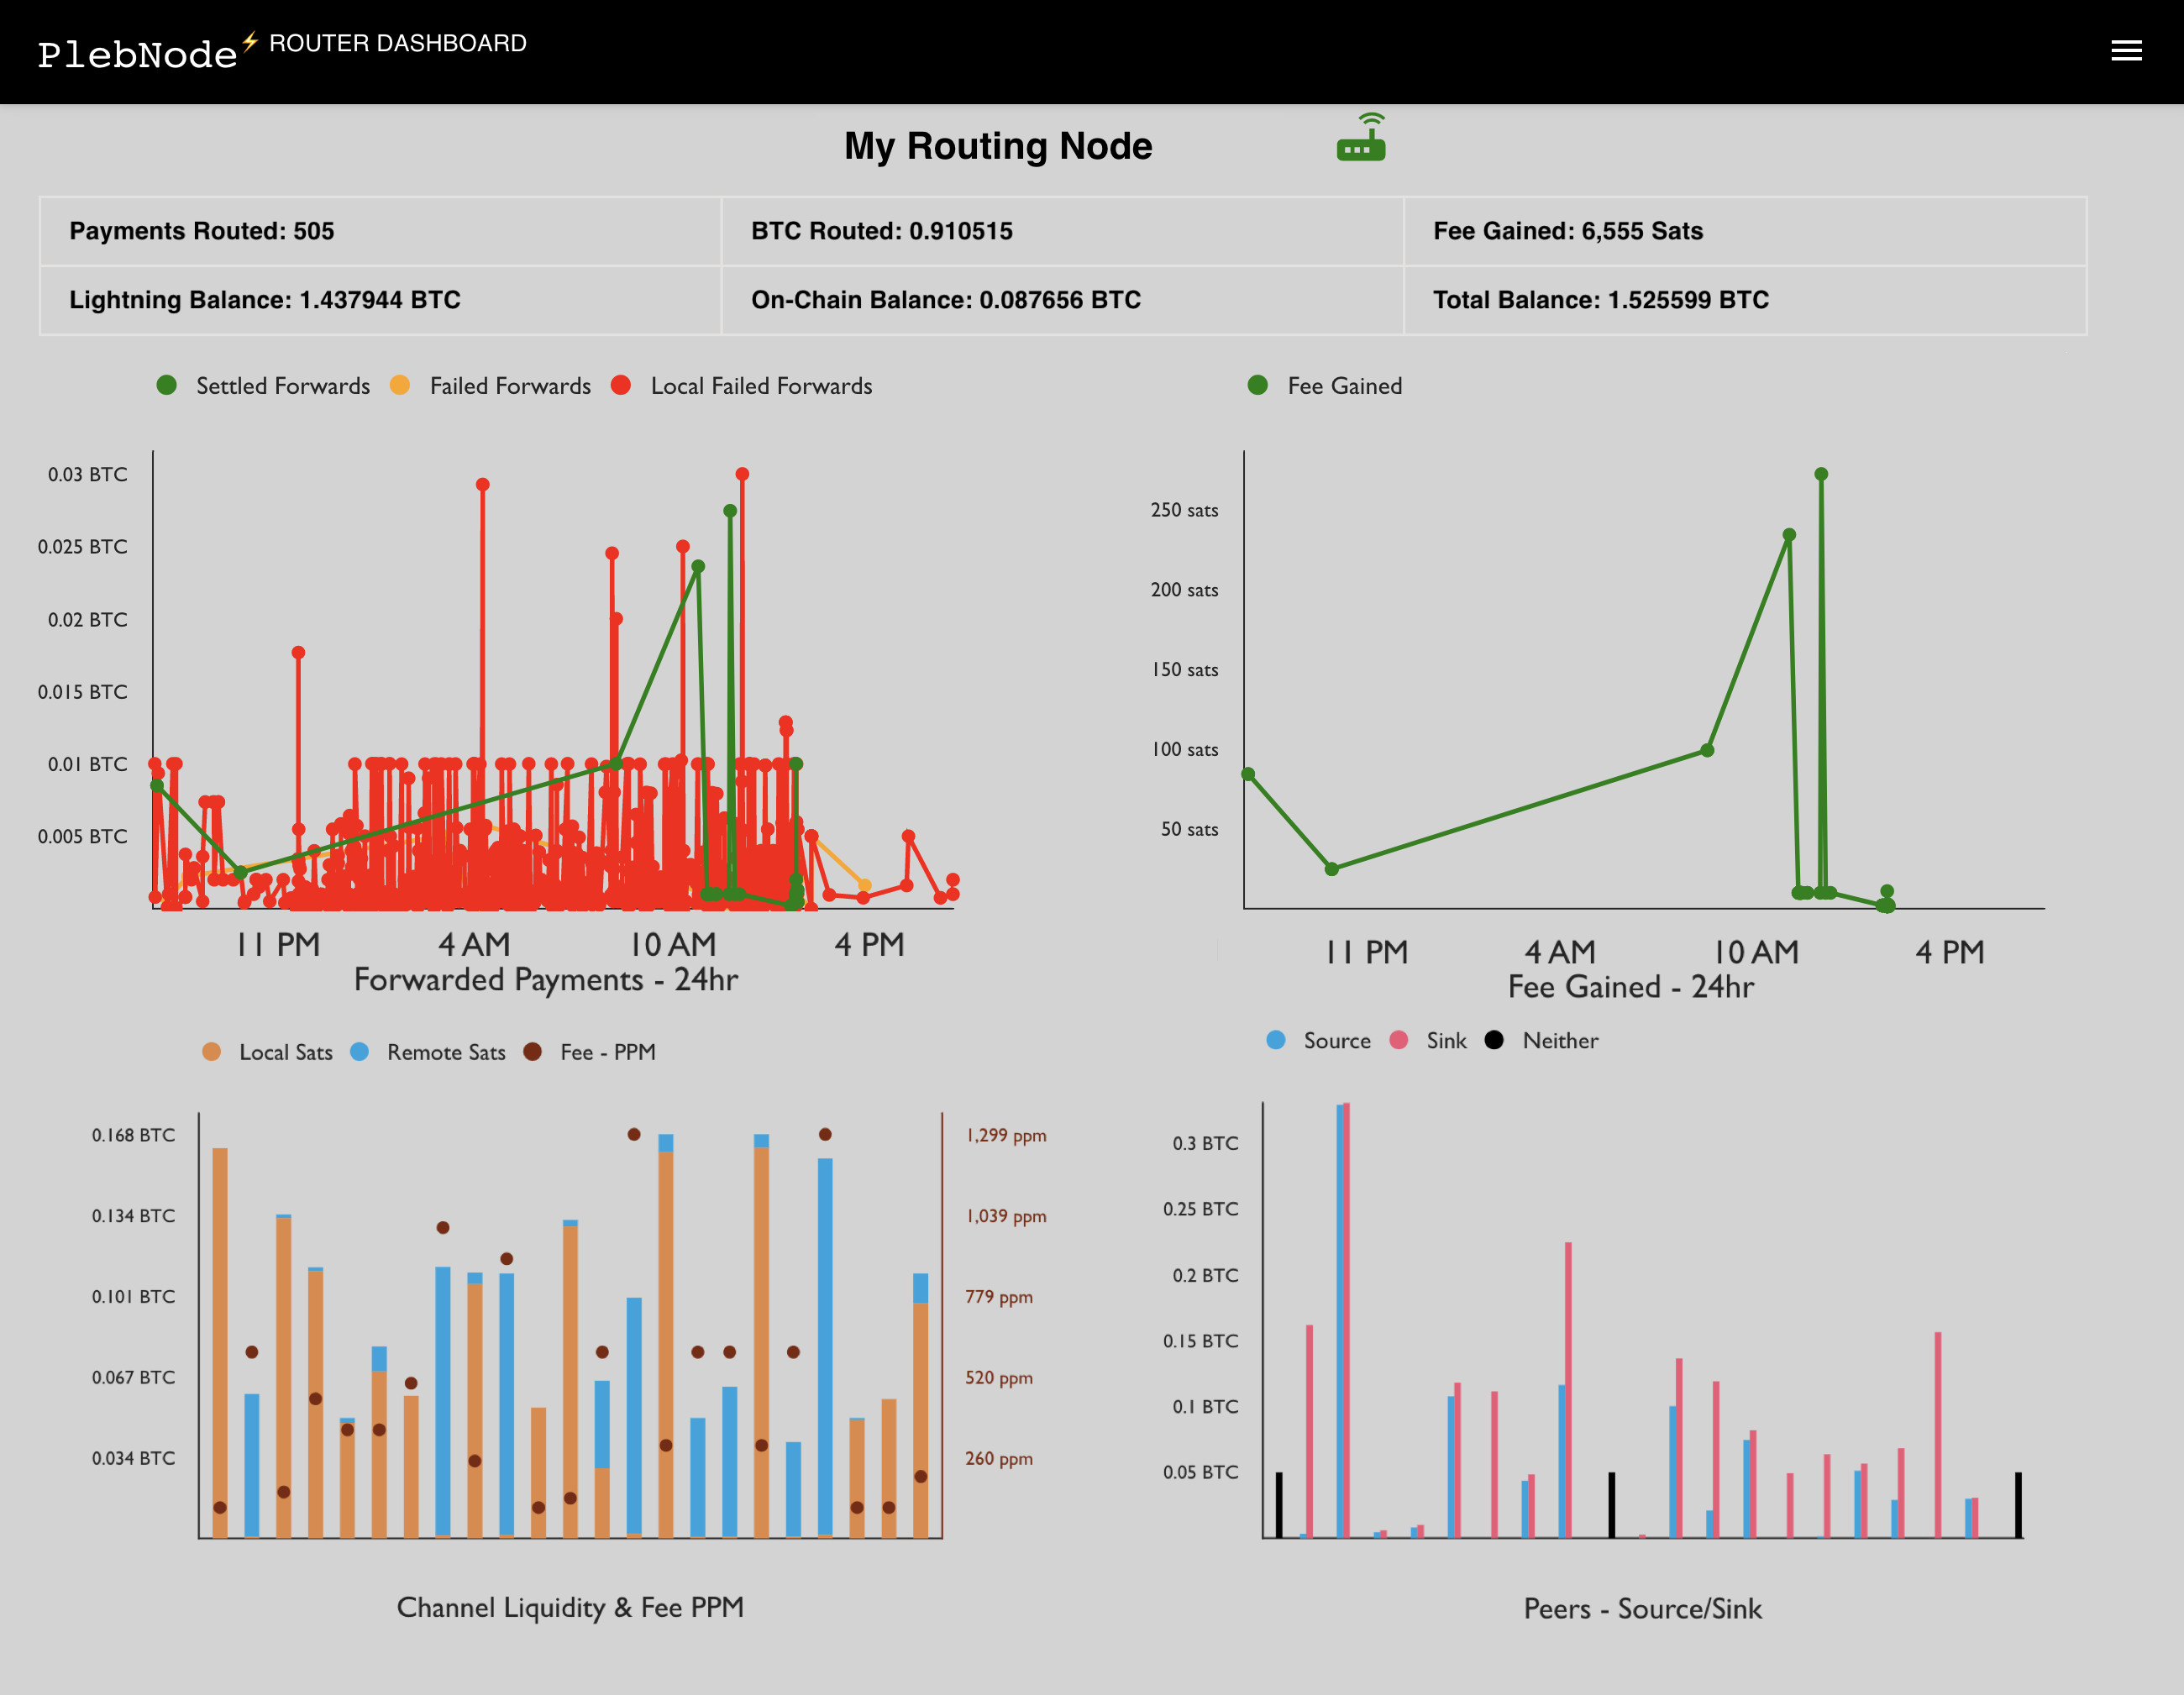 PlebNode⚡ ROUTER DASHBOARD
My Routing Node
Payments Routed: 505
BTC Routed: 0.910515
Fee Gained: 6,555 Sats
Lightning Balance: 1.437944 BTC
On-Chain Balance: 0.087656 BTC
Total Balance: 1.525599 BTC
Settled Forwards Failed Forwards Local Failed Forwards
0.03 BTC
0.025 BTC
0.02 BTC
0.015 BTC
0.01 BTC
0.005 BTC
11 PM 4 AM 10 AM 4 PM
Forwarded Payments - 24hr
Fee Gained
250 sats
200 sats
150 sats
100 sats
50 sats
11 PM 4 AM 10 AM 4 PM
Fee Gained - 24hr
Local Sats Remote Sats Fee - PPM
0.168 BTC
0.134 BTC
0.101 BTC
0.067 BTC
0.034 BTC
1,299 ppm
1,039 ppm
779 ppm
520 ppm
260 ppm
Channel Liquidity & Fee PPM
Source Sink Neither
0.3 BTC
0.25 BTC
0.2 BTC
0.15 BTC
0.1 BTC
0.05 BTC
Peers - Source/Sink